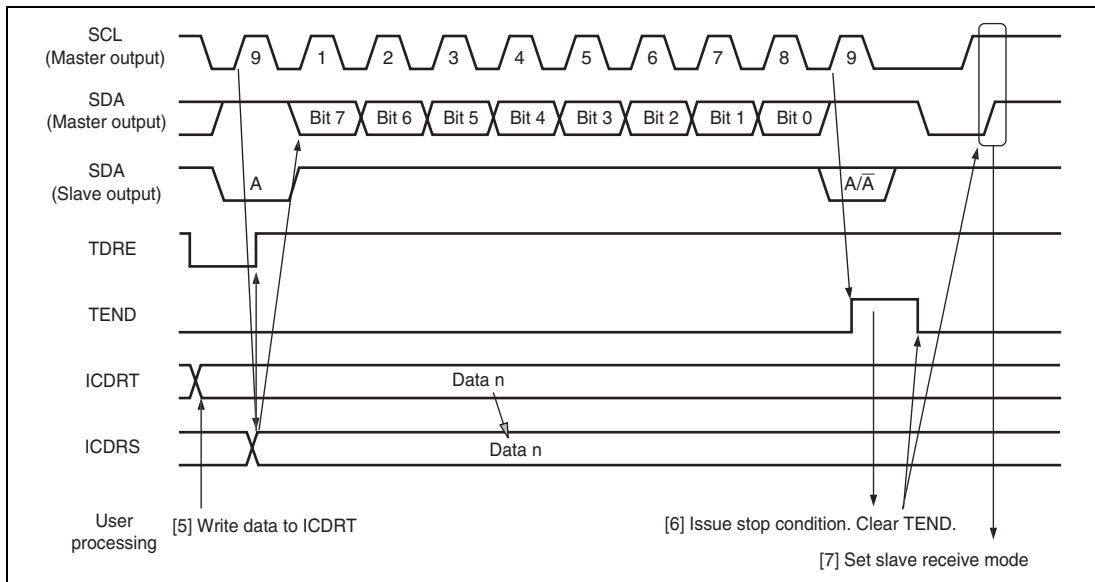 SCL
(Master output)
9 1 2 3 4 5 6 7 8 9
SDA
(Master output)
Bit 7 Bit 6 Bit 5 Bit 4 Bit 3 Bit 2 Bit 1 Bit 0
SDA
(Slave output)
A A/A̅
TDRE
TEND
ICDRT
Data n
ICDRS
Data n
User
processing
[5] Write data to ICDRT
[6] Issue stop condition. Clear TEND.
[7] Set slave receive mode